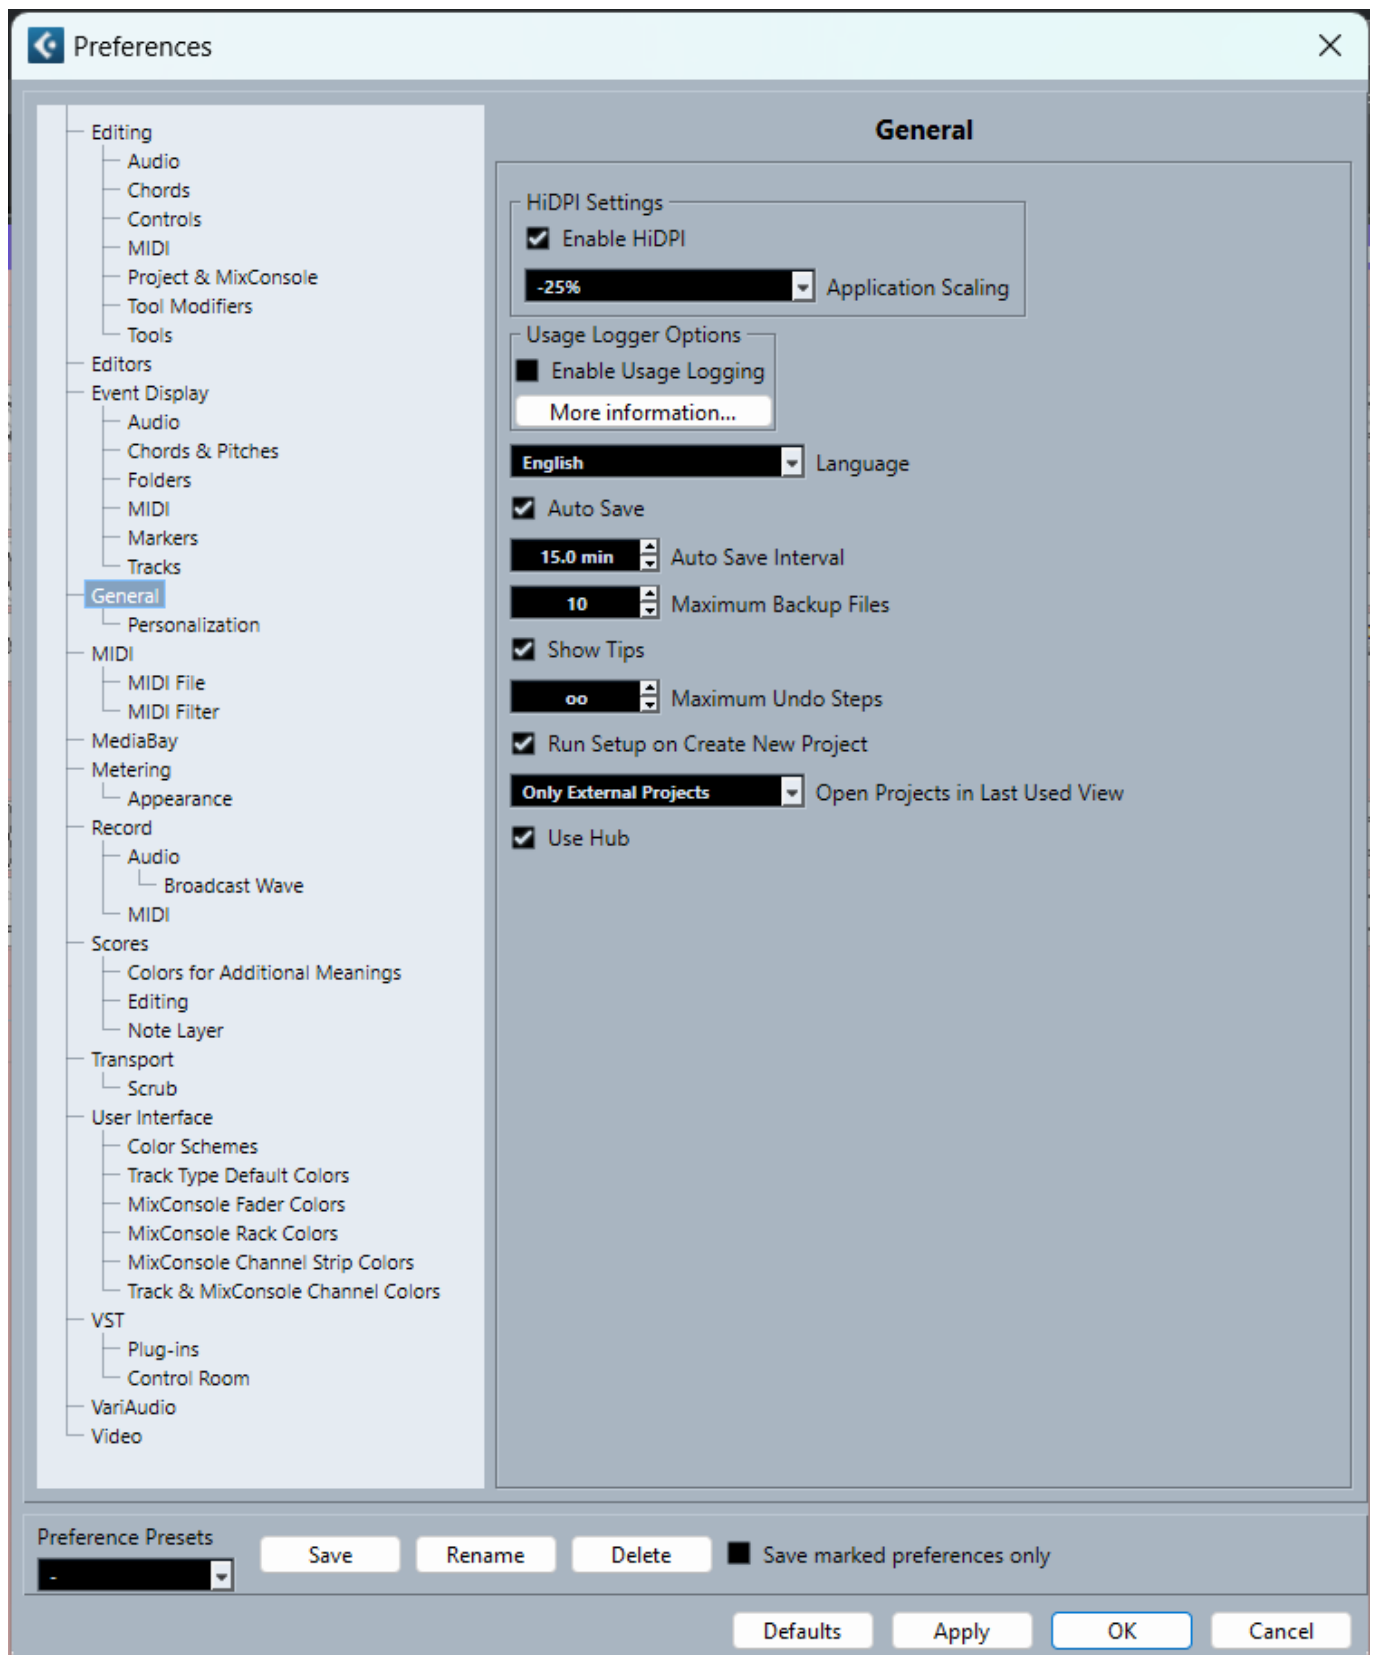 Preferences
Editing
Audio
Chords
Controls
MIDI
Project & MixConsole
Tool Modifiers
Tools
Editors
Event Display
Audio
Chords & Pitches
Folders
MIDI
Markers
Tracks
General
Personalization
MIDI
MIDI File
MIDI Filter
MediaBay
Metering
Appearance
Record
Audio
Broadcast Wave
MIDI
Scores
Colors for Additional Meanings
Editing
Note Layer
Transport
Scrub
User Interface
Color Schemes
Track Type Default Colors
MixConsole Fader Colors
MixConsole Rack Colors
MixConsole Channel Strip Colors
Track & MixConsole Channel Colors
VST
Plug-ins
Control Room
VariAudio
Video
General
HiDPI Settings
Enable HiDPI
-25% Application Scaling
Usage Logger Options
Enable Usage Logging
More information...
English Language
Auto Save
15.0 min Auto Save Interval
10 Maximum Backup Files
Show Tips
oo Maximum Undo Steps
Run Setup on Create New Project
Only External Projects Open Projects in Last Used View
Use Hub
Preference Presets
-
Save Rename Delete Save marked preferences only
Defaults Apply OK Cancel